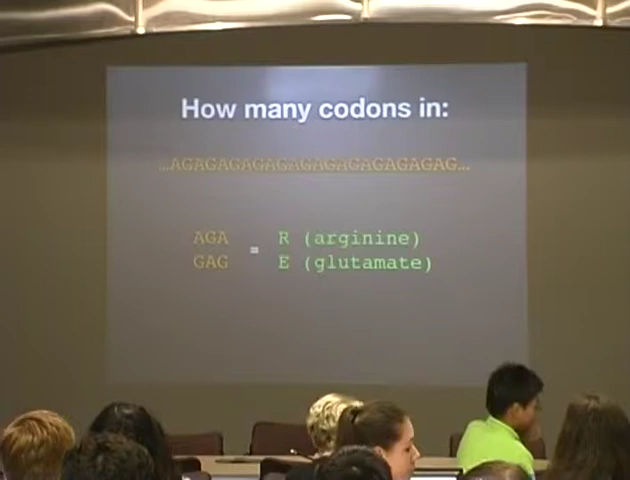 How many codons in:
...AGAGAGAGAGAGAGAGAGAGAGAG...
AGA = R (arginine)
GAG E (glutamate)